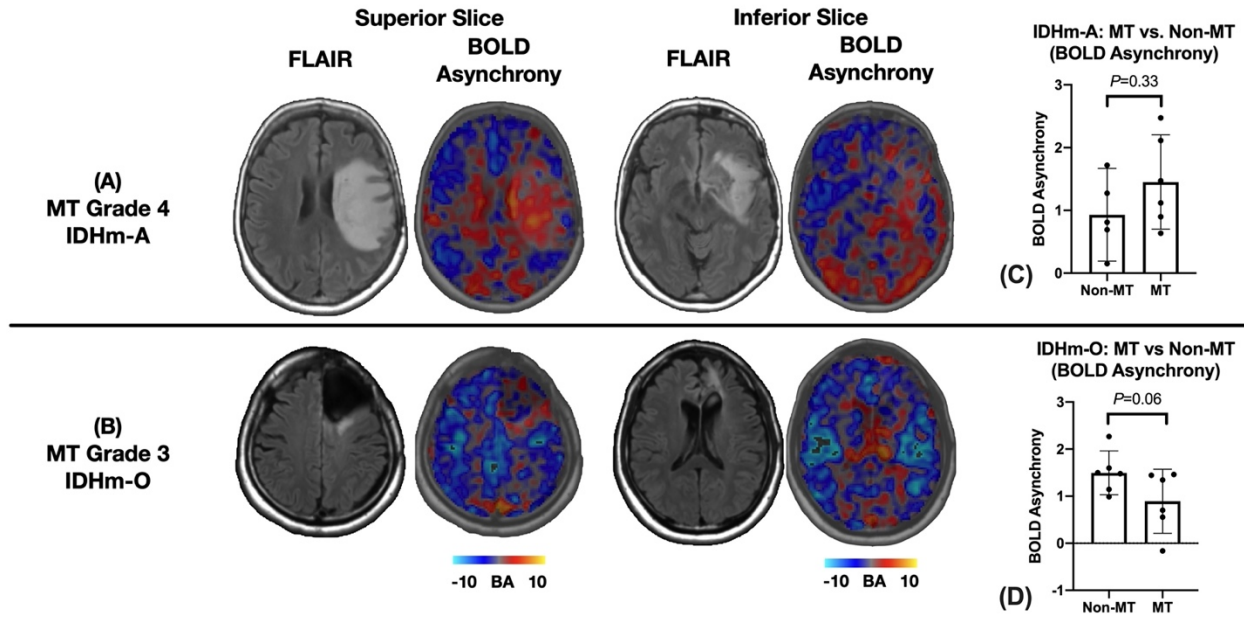 Superior Slice
Inferior Slice
FLAIR
BOLD
Asynchrony
FLAIR
BOLD
Asynchrony
(A)
MT Grade 4
IDHm-A
IDHm-A: MT vs. Non-MT
(BOLD Asynchrony)
P=0.33
BOLD Asynchrony
3
2
1
0
Non-MT MT
(C)
(B)
MT Grade 3
IDHm-O
-10 BA 10
-10 BA 10
IDHm-O: MT vs Non-MT
(BOLD Asynchrony)
P=0.06
BOLD Asynchrony
3
2
1
0
-1
Non-MT MT
(D)